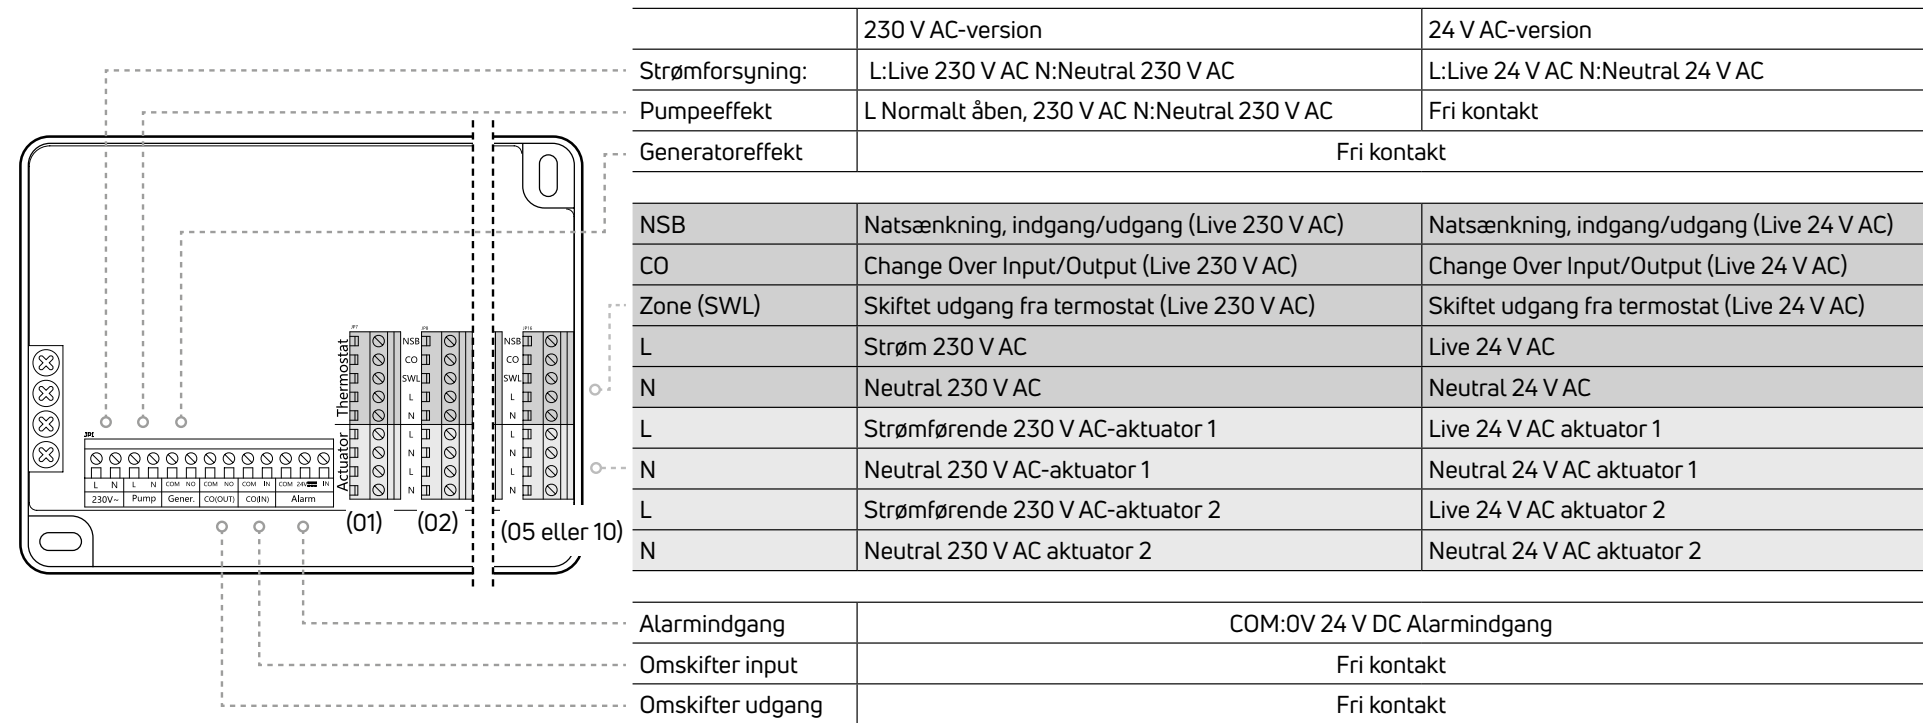 230 V AC-version 24 V AC-version
Strømforsyning: L:Live 230 V AC N:Neutral 230 V AC L:Live 24 V AC N:Neutral 24 V AC
Pumpeeffekt L Normalt åben, 230 V AC N:Neutral 230 V AC Fri kontakt
Generatoreffekt Fri kontakt
NSB Natsænkning, indgang/udgang (Live 230 V AC) Natsænkning, indgang/udgang (Live 24 V AC)
CO Change Over Input/Output (Live 230 V AC) Change Over Input/Output (Live 24 V AC)
Zone (SWL) Skiftet udgang fra termostat (Live 230 V AC) Skiftet udgang fra termostat (Live 24 V AC)
L Strøm 230 V AC Live 24 V AC
N Neutral 230 V AC Neutral 24 V AC
L Strømførende 230 V AC-aktuator 1 Live 24 V AC aktuator 1
N Neutral 230 V AC-aktuator 1 Neutral 24 V AC aktuator 1
L Strømførende 230 V AC-aktuator 2 Live 24 V AC aktuator 2
N Neutral 230 V AC aktuator 2 Neutral 24 V AC aktuator 2
Alarmindgang COM:0V 24 V DC Alarmindgang
Omskifter input Fri kontakt
Omskifter udgang Fri kontakt
JP7 JP8 JP16
Thermostat
Actuator
NSB NSB
CO CO
SWL SWL
L L
N N
L L
N N
L L
N N
(01) (02) (05 eller 10)
JP1
L N L N COM NO COM NO COM IN COM 24V IN
230V~ Pump Gener. CO(OUT) CO(IN) Alarm